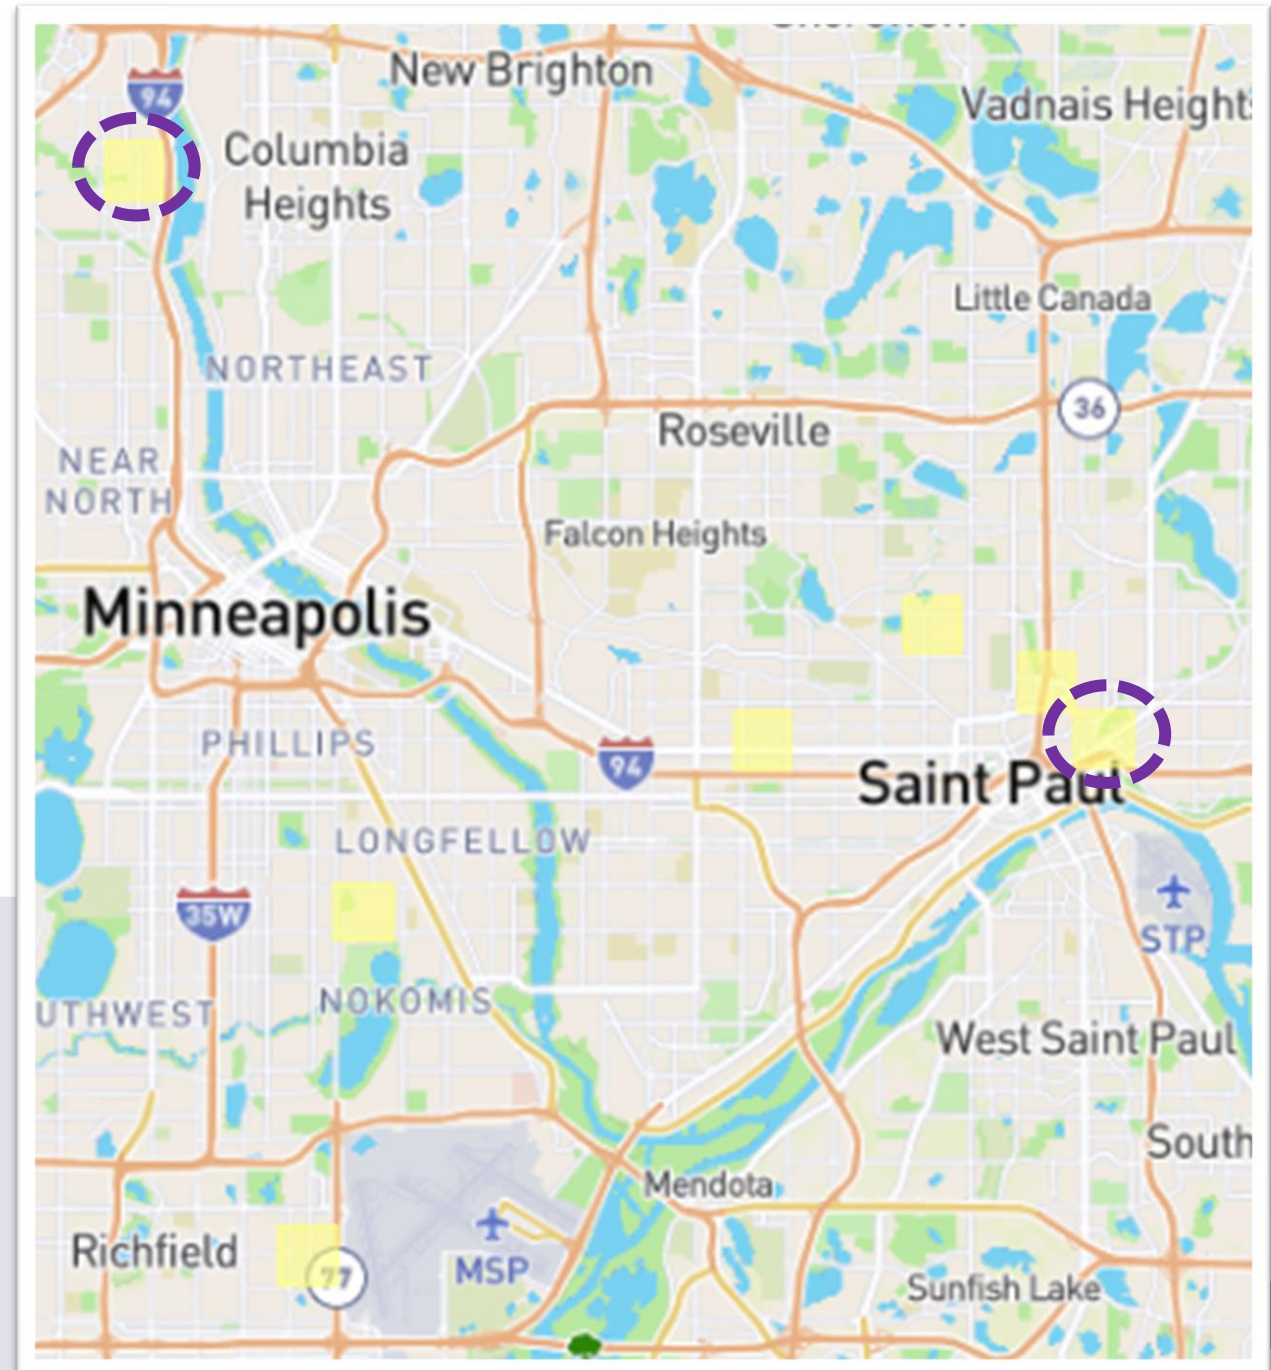 New Brighton
94
Vadnais Heights
Columbia
Heights
Little Canada
NORTHEAST
36
Roseville
NEAR
NORTH
Falcon Heights
Minneapolis
PHILLIPS
94
Saint Paul
LONGFELLOW
35W
STP
NOKOMIS
UTHWEST
West Saint Paul
South
Mendota
Richfield
77
MSP
Sunfish Lake